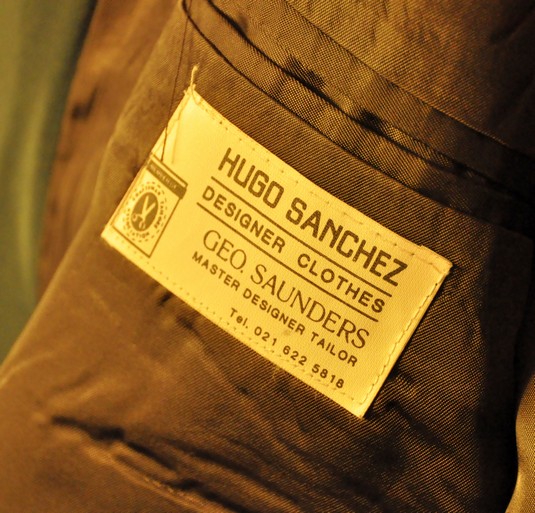 HUGO SANCHEZ
DESIGNER CLOTHES
GEO. SAUNDERS
MASTER DESIGNER TAILOR
Tel. 021 622 5818